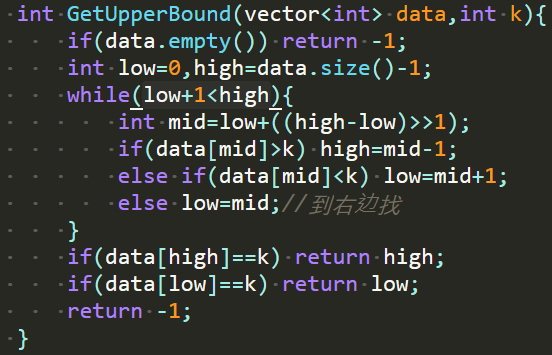 int GetUpperBound(vector<int> data,int k){
    if(data.empty()) return -1;
    int low=0,high=data.size()-1;
    while(low+1<high){
        int mid=low+((high-low)>>1);
        if(data[mid]>k) high=mid-1;
        else if(data[mid]<k) low=mid+1;
        else low=mid;//到右边找
    }
    if(data[high]==k) return high;
    if(data[low]==k) return low;
    return -1;
}